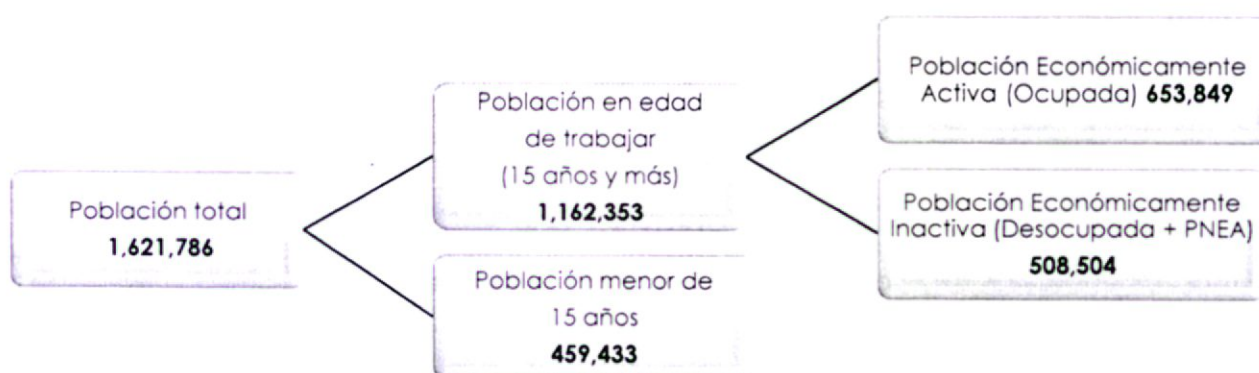 Población total
1,621,786
Población en edad
de trabajar
(15 años y más)
1,162,353
Población menor de
15 años
459,433
Población Económicamente
Activa (Ocupada) 653,849
Población Económicamente
Inactiva (Desocupada + PNEA)
508,504